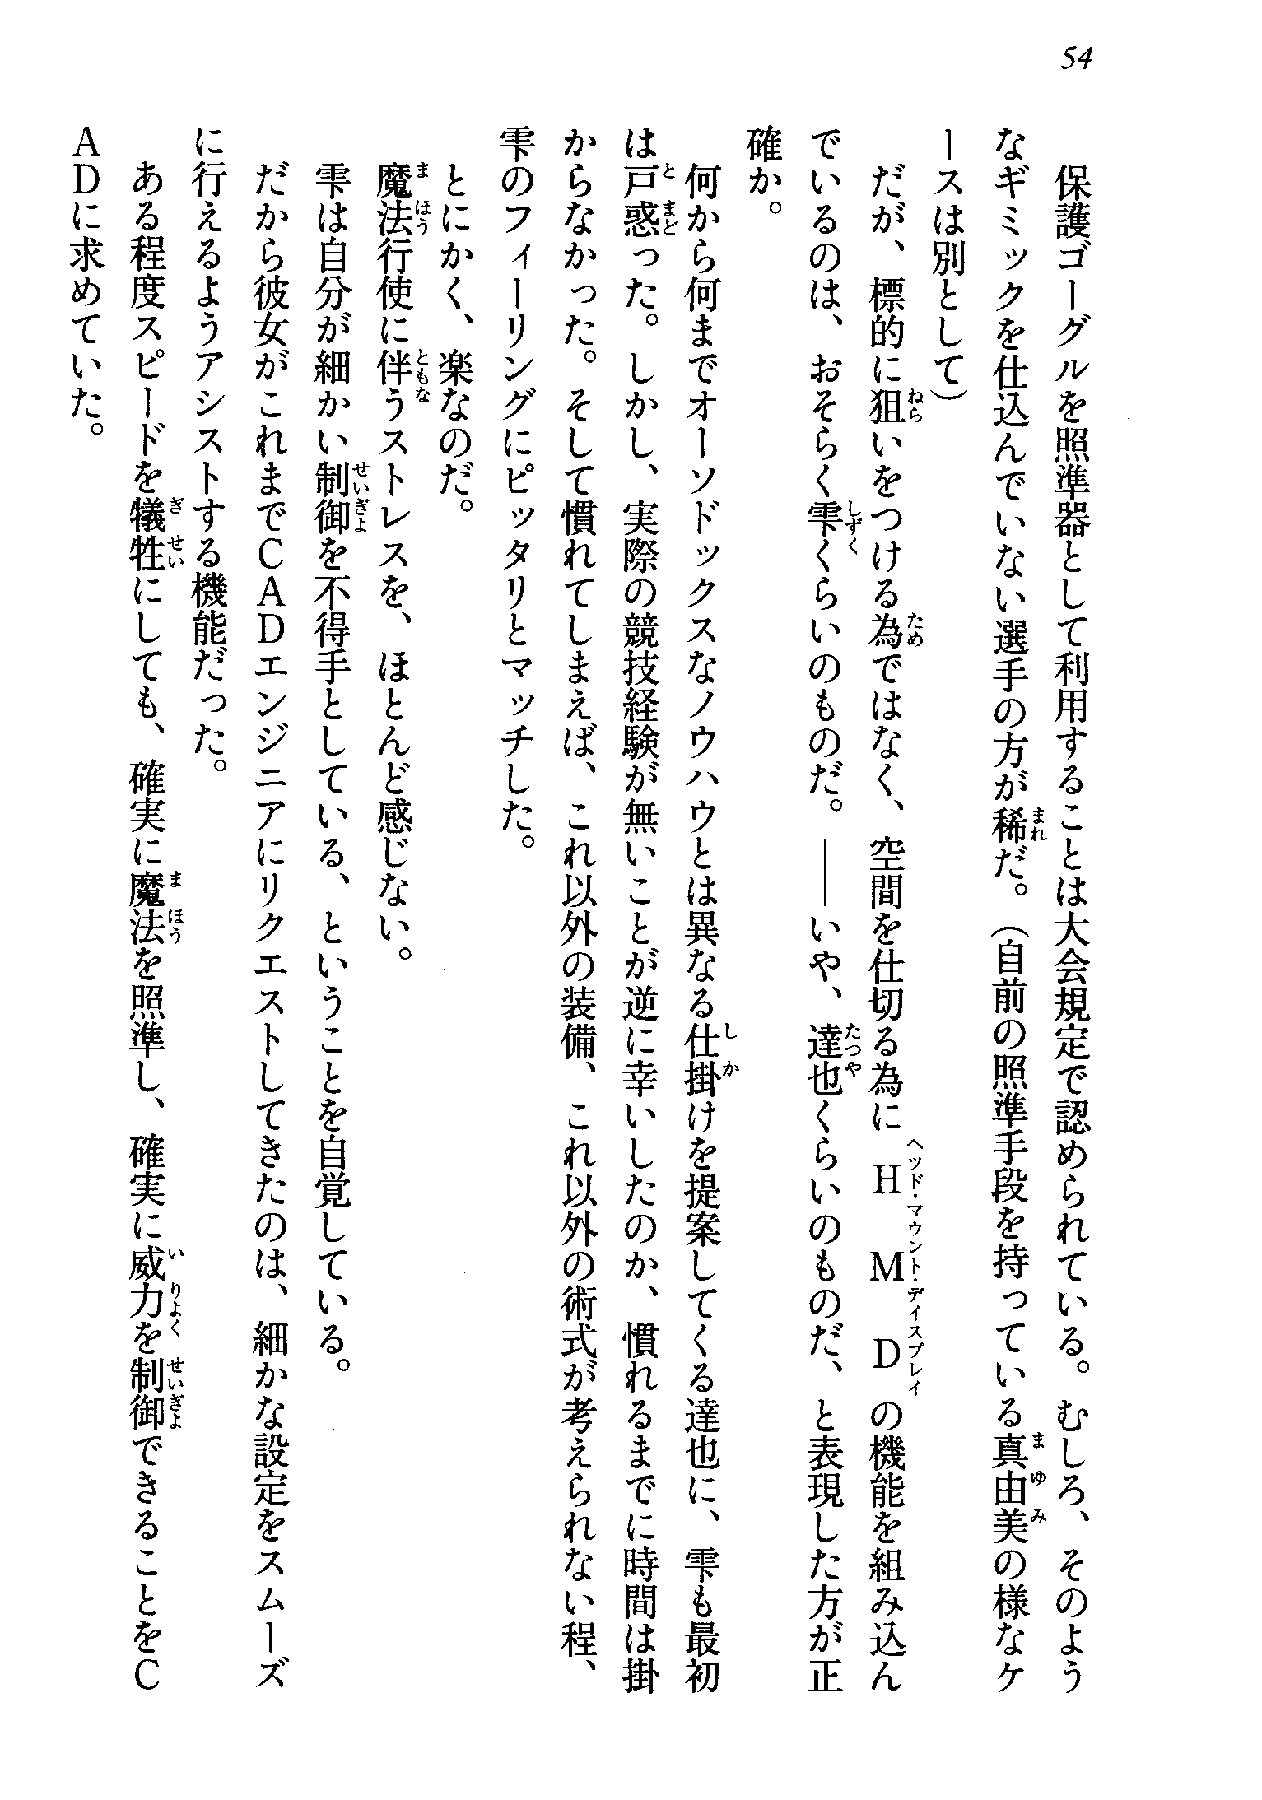 54
保護ゴーグルを照準器として利用することは大会規定で認められている。むしろ、そのよう
なギミックを仕込んでいない選手の方が稀だ。（自前の照準手段を持っている真由美の様なケ
ースは別として）
だが、標的に狙いをつける為ではなく、空間を仕切る為にＨＭＤの機能を組み込ん
でいるのは、おそらく雫くらいのものだ。――いや、達也くらいのものだ、と表現した方が正
確か。
何から何までオーソドックスなノウハウとは異なる仕掛けを提案してくる達也に、雫も最初
は戸惑った。しかし、実際の競技経験が無いことが逆に幸いしたのか、慣れるまでに時間は掛
からなかった。そして慣れてしまえば、これ以外の装備、これ以外の術式が考えられない程、
雫のフィーリングにピッタリとマッチした。
とにかく、楽なのだ。
魔法行使に伴うストレスを、ほとんど感じない。
雫は自分が細かい制御を不得手としている、ということを自覚している。
だから彼女がこれまでＣＡＤエンジニアにリクエストしてきたのは、細かな設定をスムーズ
に行えるようアシストする機能だった。
ある程度スピードを犠牲にしても、確実に魔法を照準し、確実に威力を制御できることをＣ
ＡＤに求めていた。